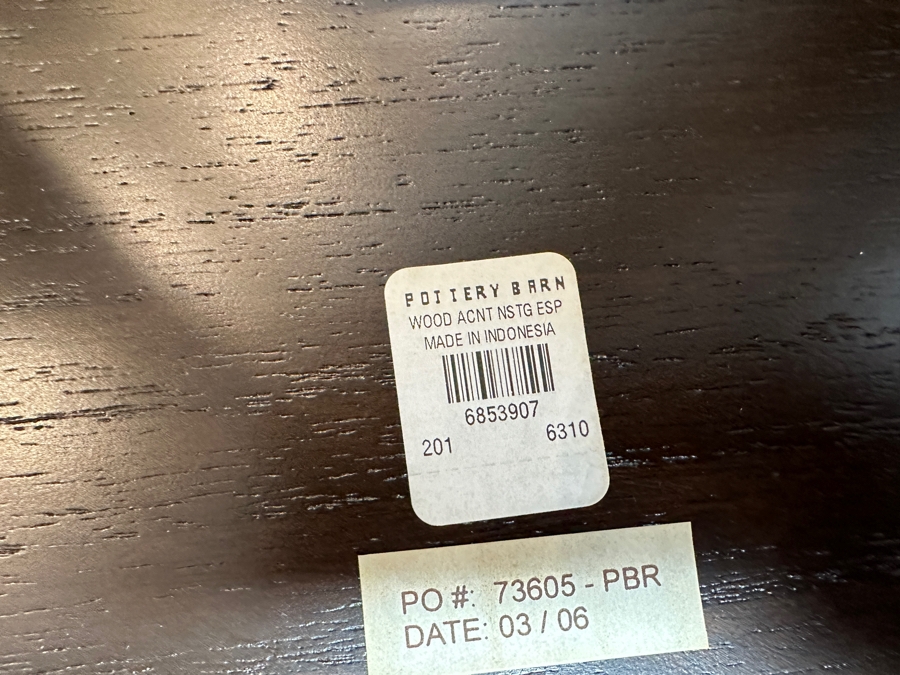 POTTERY BARN
WOOD ACNT NSTG ESP
MADE IN INDONESIA
6853907
201 6310
PO #: 73605 - PBR
DATE: 03 / 06